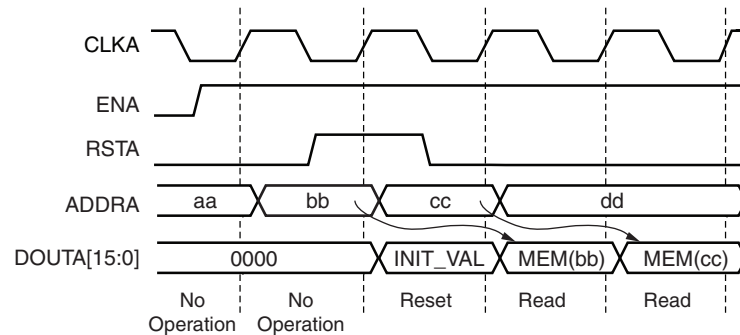 CLKA
ENA
RSTA
ADDRA aa bb cc dd
DOUTA[15:0] 0000 INIT_VAL MEM(bb) MEM(cc)
No No Reset Read Read
Operation Operation